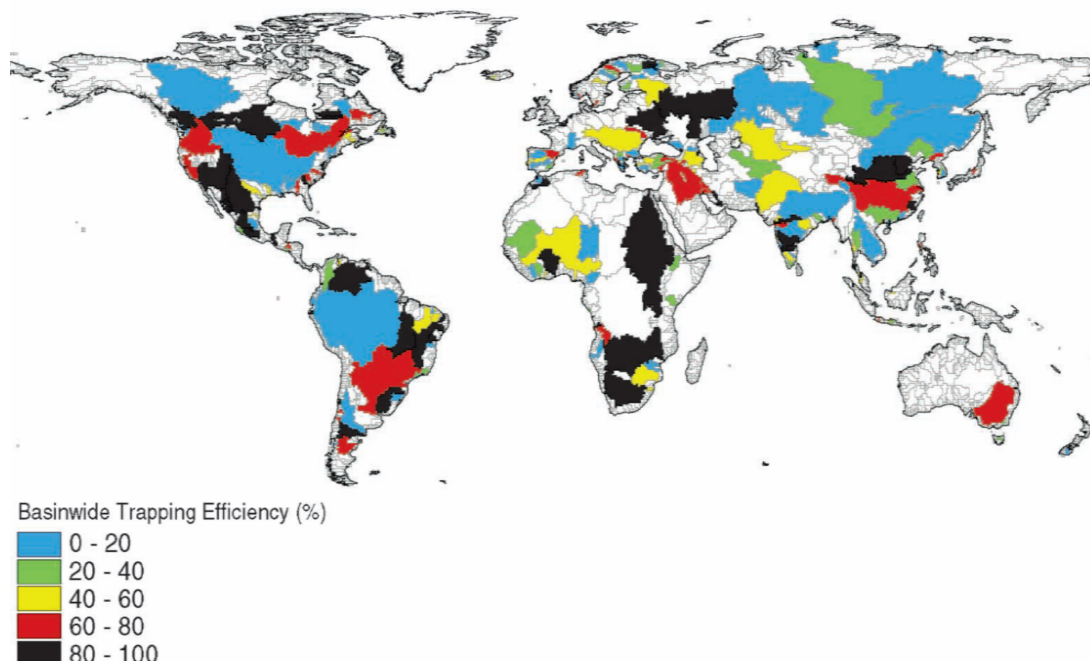 Basinwide Trapping Efficiency (%)
0 - 20
20 - 40
40 - 60
60 - 80
80 - 100